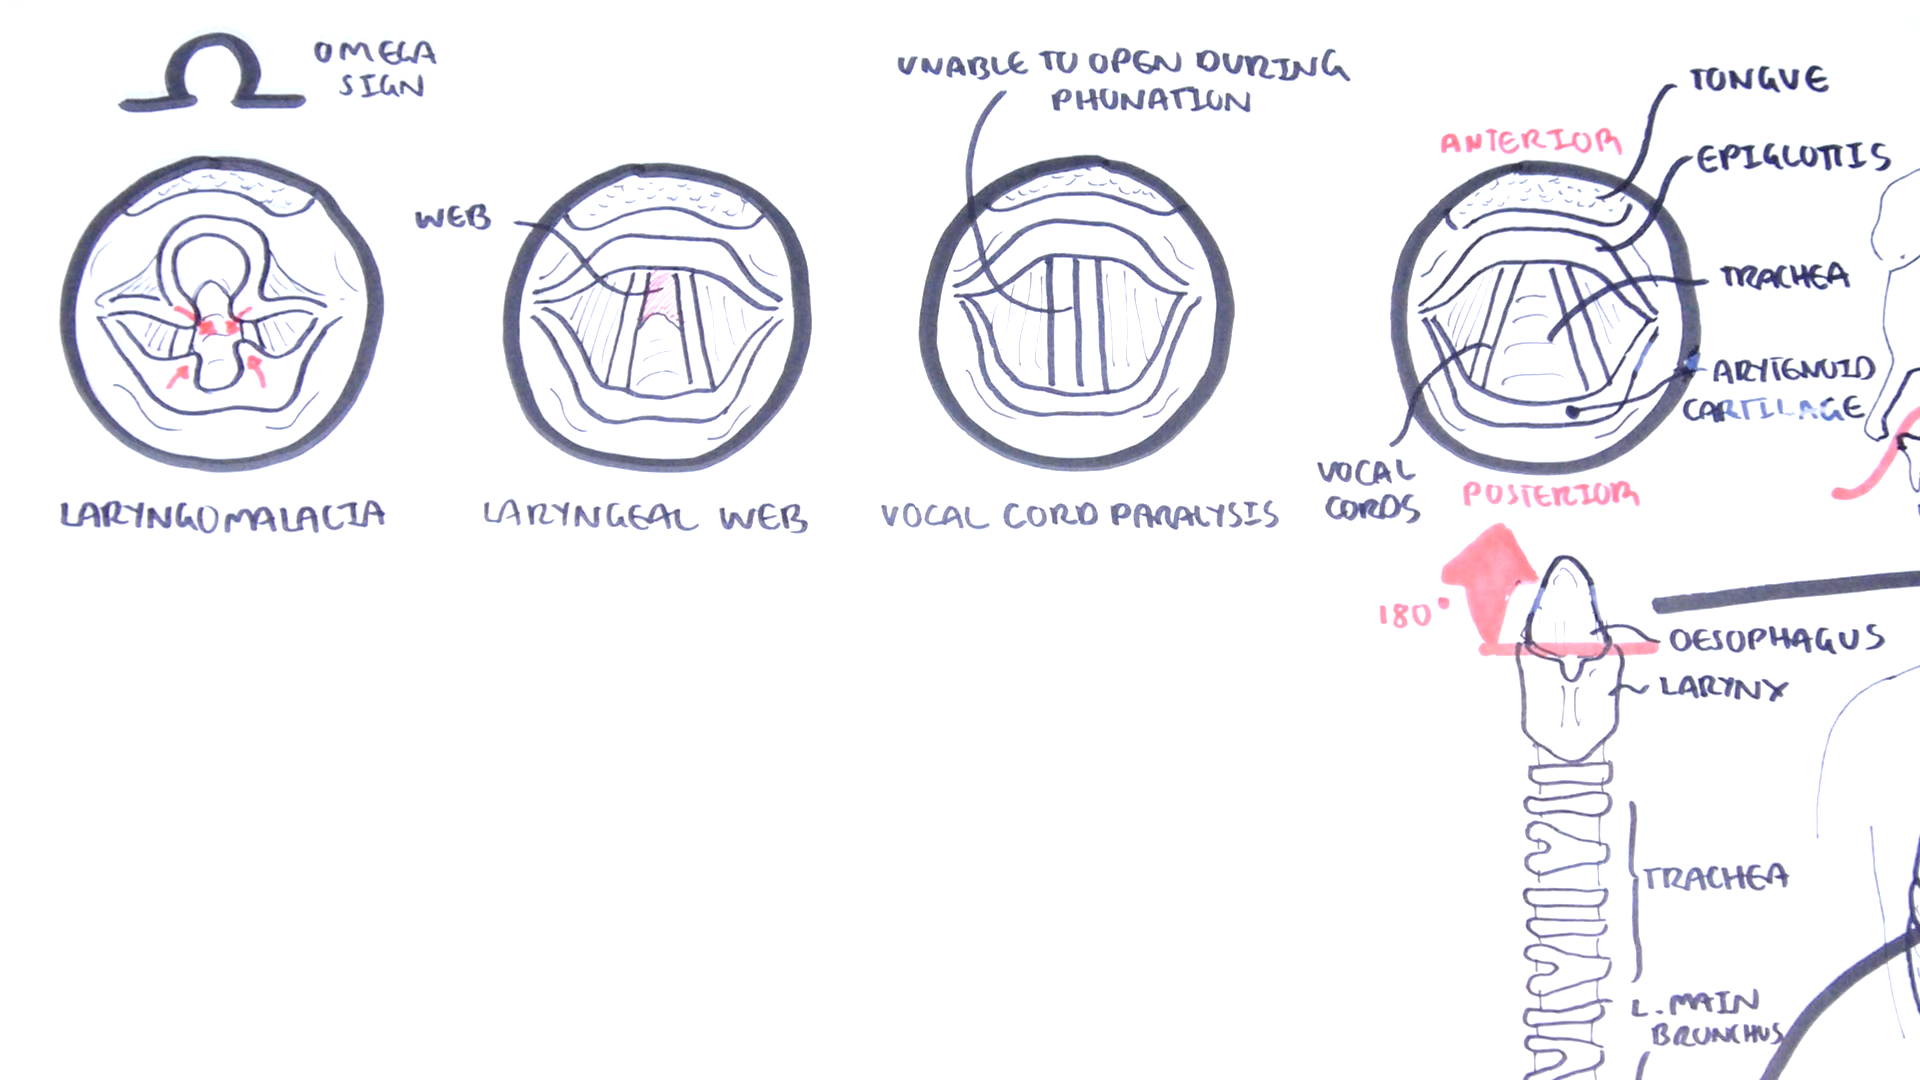 OMEGA
SIGN
UNABLE TO OPEN DURING
PHONATION
WEB
LARYNGOMALACIA
LARYNGEAL WEB
VOCAL CORD PARALYSIS
ANTERIOR
TONGUE
EPIGLOTTIS
TRACHEA
ARYTENOID
CARTILAGE
VOCAL
CORDS
POSTERIOR
180°
OESOPHAGUS
LARYNX
TRACHEA
L. MAIN
BRONCHUS